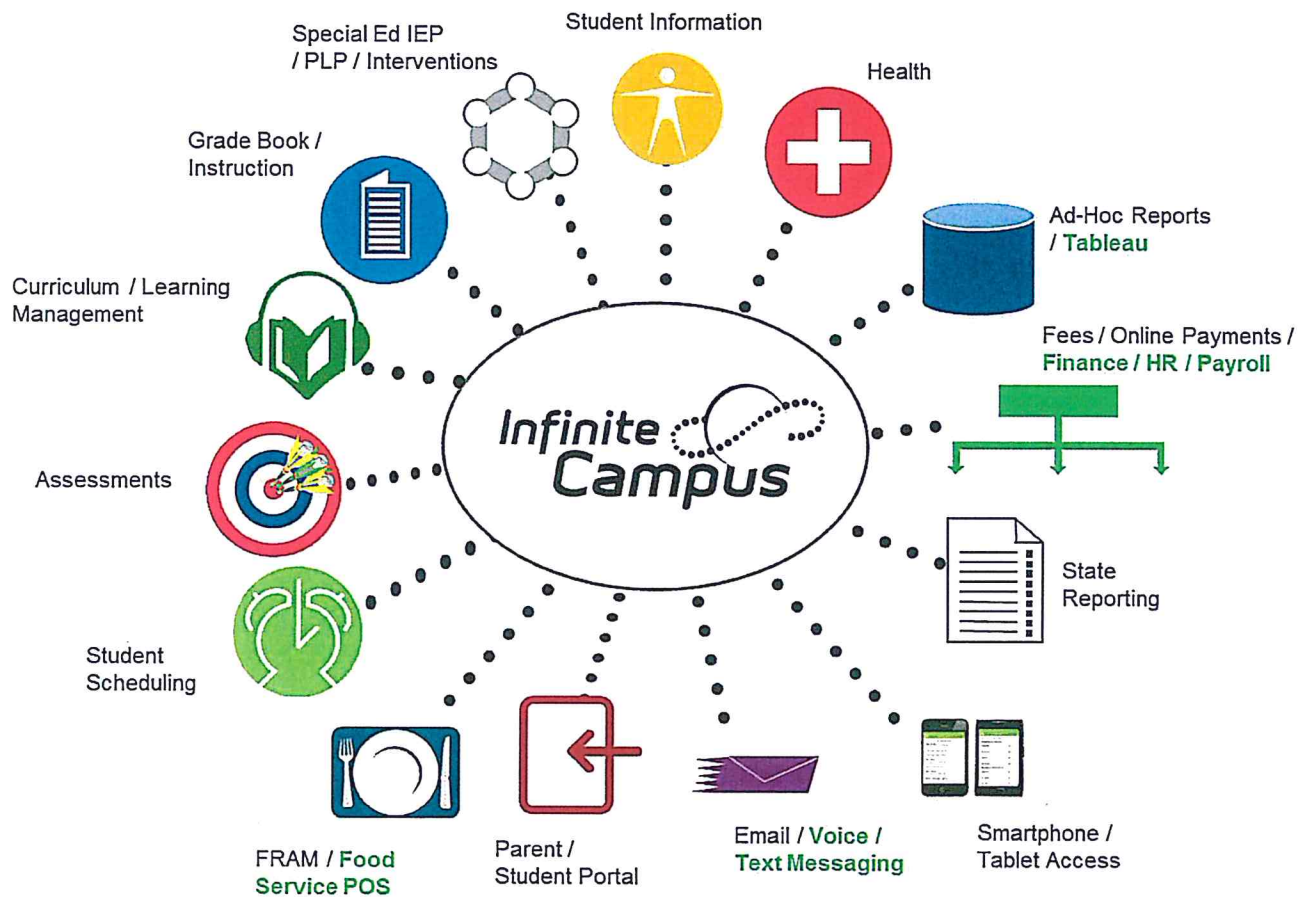 Student Information
Special Ed IEP
/ PLP / Interventions
Health
Grade Book /
Instruction
Ad-Hoc Reports
/ Tableau
Curriculum / Learning
Management
Fees / Online Payments /
Finance / HR / Payroll
Infinite
Campus
Assessments
State
Reporting
Student
Scheduling
FRAM / Food
Service POS
Parent /
Student Portal
Email / Voice /
Text Messaging
Smartphone /
Tablet Access